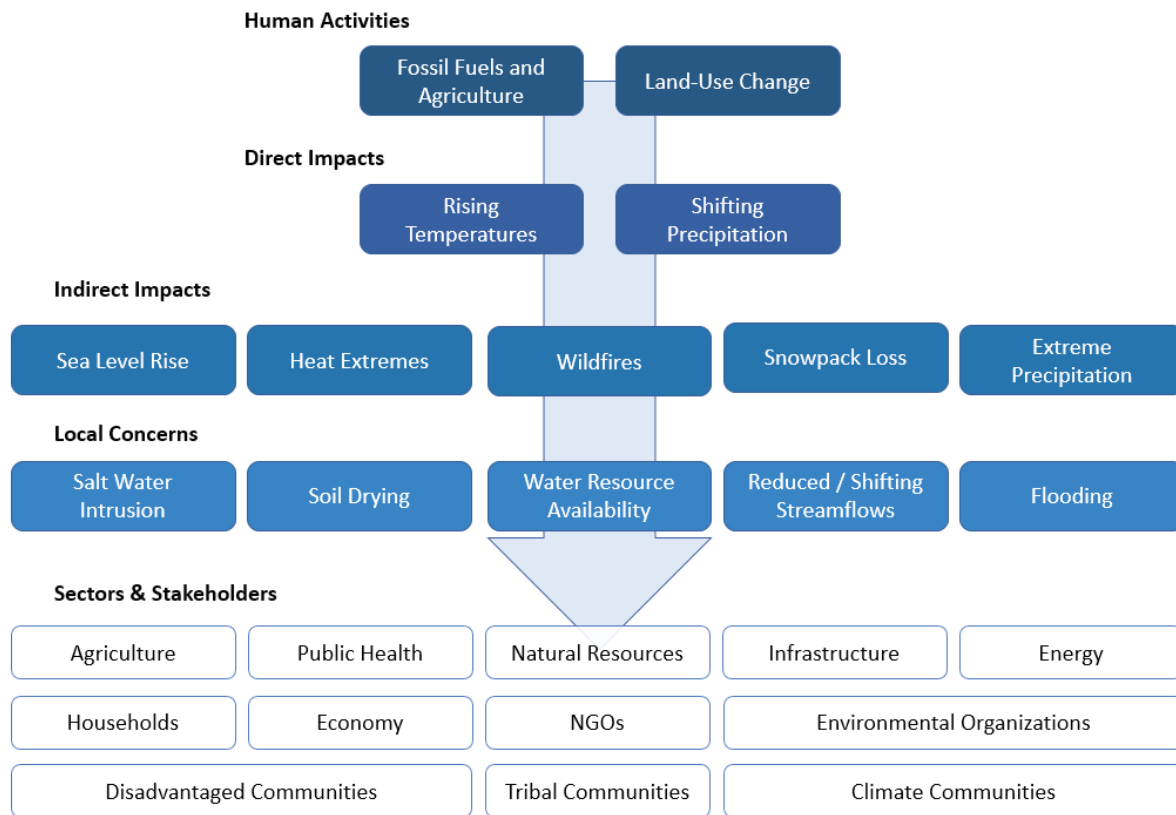 Human Activities
Fossil Fuels and
Agriculture
Land-Use Change
Direct Impacts
Rising
Temperatures
Shifting
Precipitation
Indirect Impacts
Sea Level Rise
Heat Extremes
Wildfires
Snowpack Loss
Extreme
Precipitation
Local Concerns
Salt Water
Intrusion
Soil Drying
Water Resource
Availability
Reduced / Shifting
Streamflows
Flooding
Sectors & Stakeholders
Agriculture
Public Health
Natural Resources
Infrastructure
Energy
Households
Economy
NGOs
Environmental Organizations
Disadvantaged Communities
Tribal Communities
Climate Communities